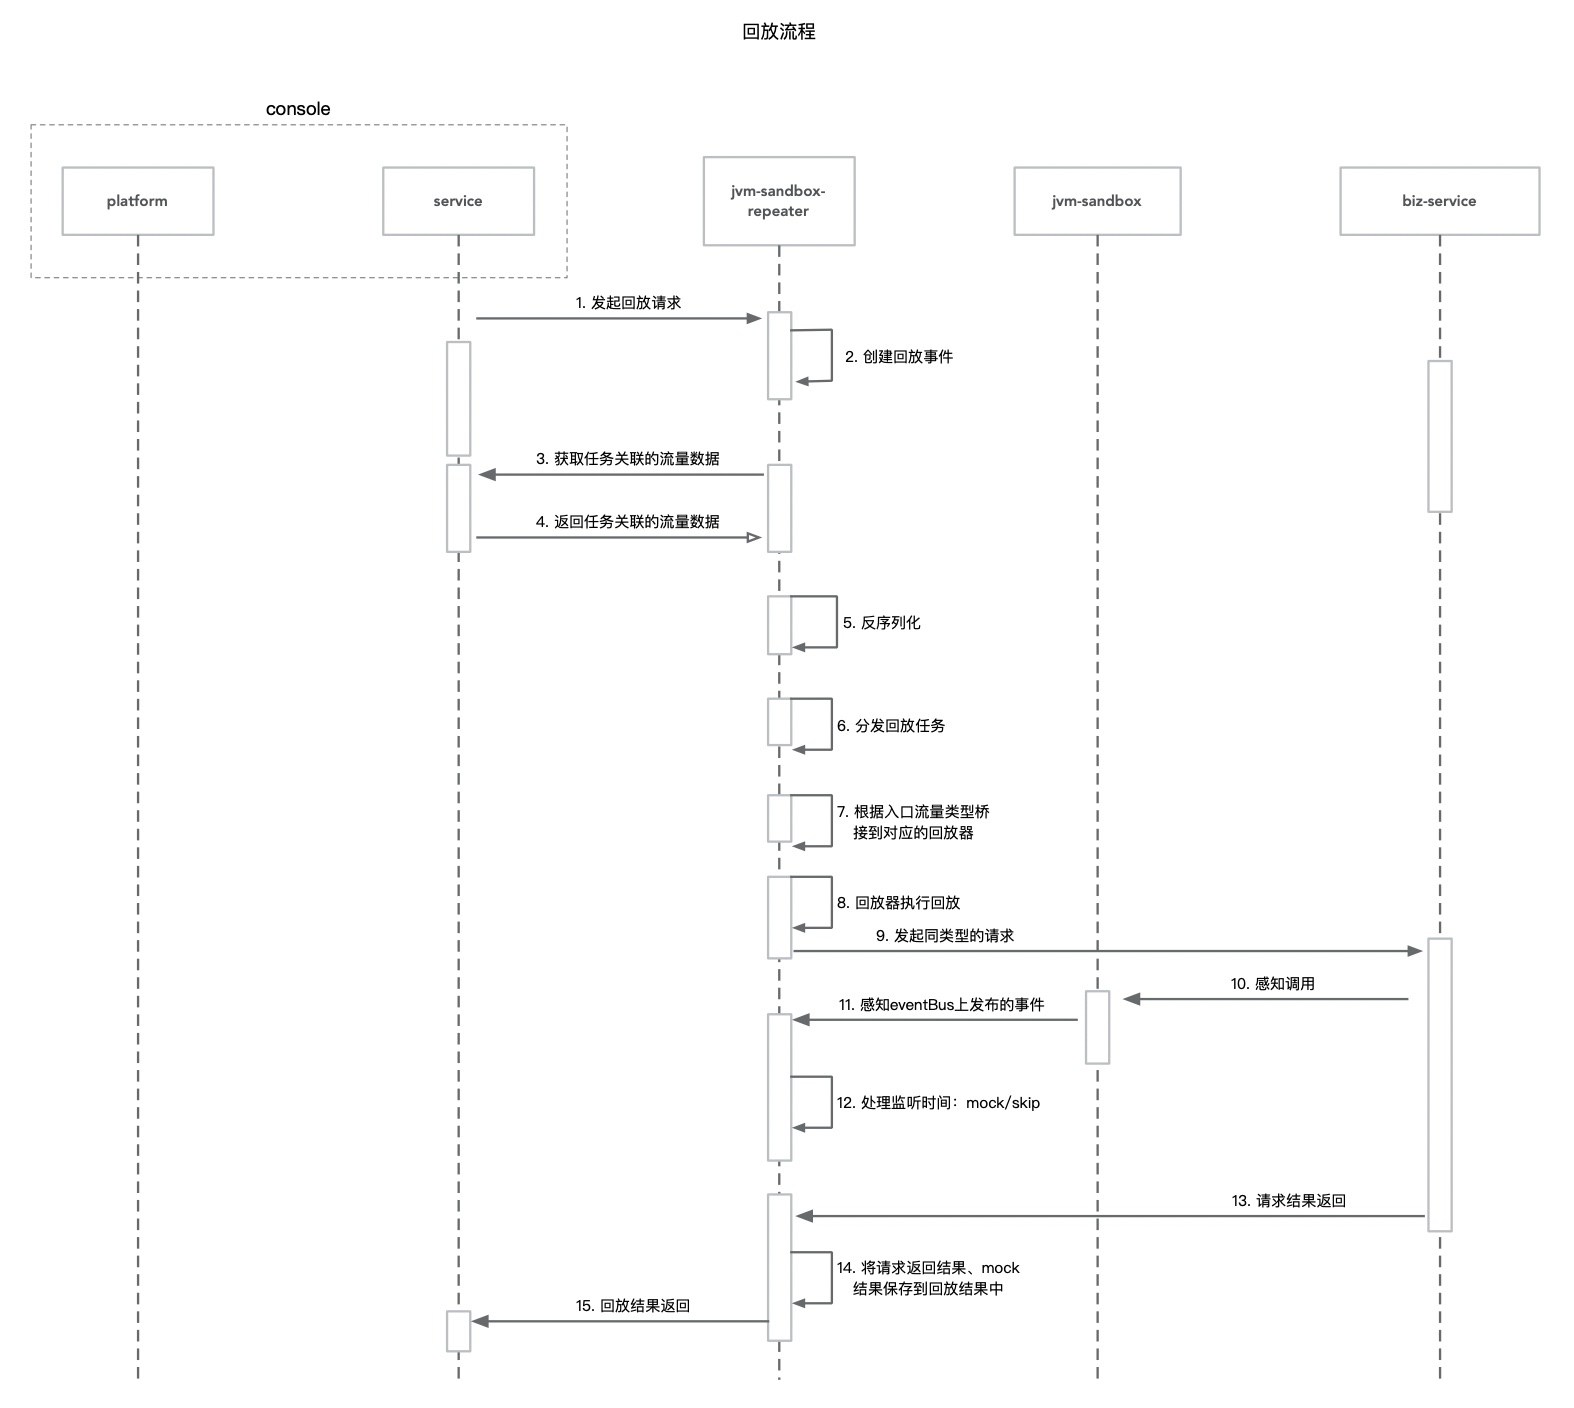 回放流程
console
platform
service
jvm-sandbox-
repeater
jvm-sandbox
biz-service
1. 发起回放请求
2. 创建回放事件
3. 获取任务关联的流量数据
4. 返回任务关联的流量数据
5. 反序列化
6. 分发回放任务
7. 根据入口流量类型桥
接到对应的回放器
8. 回放器执行回放
9. 发起同类型的请求
10. 感知调用
11. 感知eventBus上发布的事件
12. 处理监听时间：mock/skip
13. 请求结果返回
14. 将请求返回结果、mock
结果保存到回放结果中
15. 回放结果返回